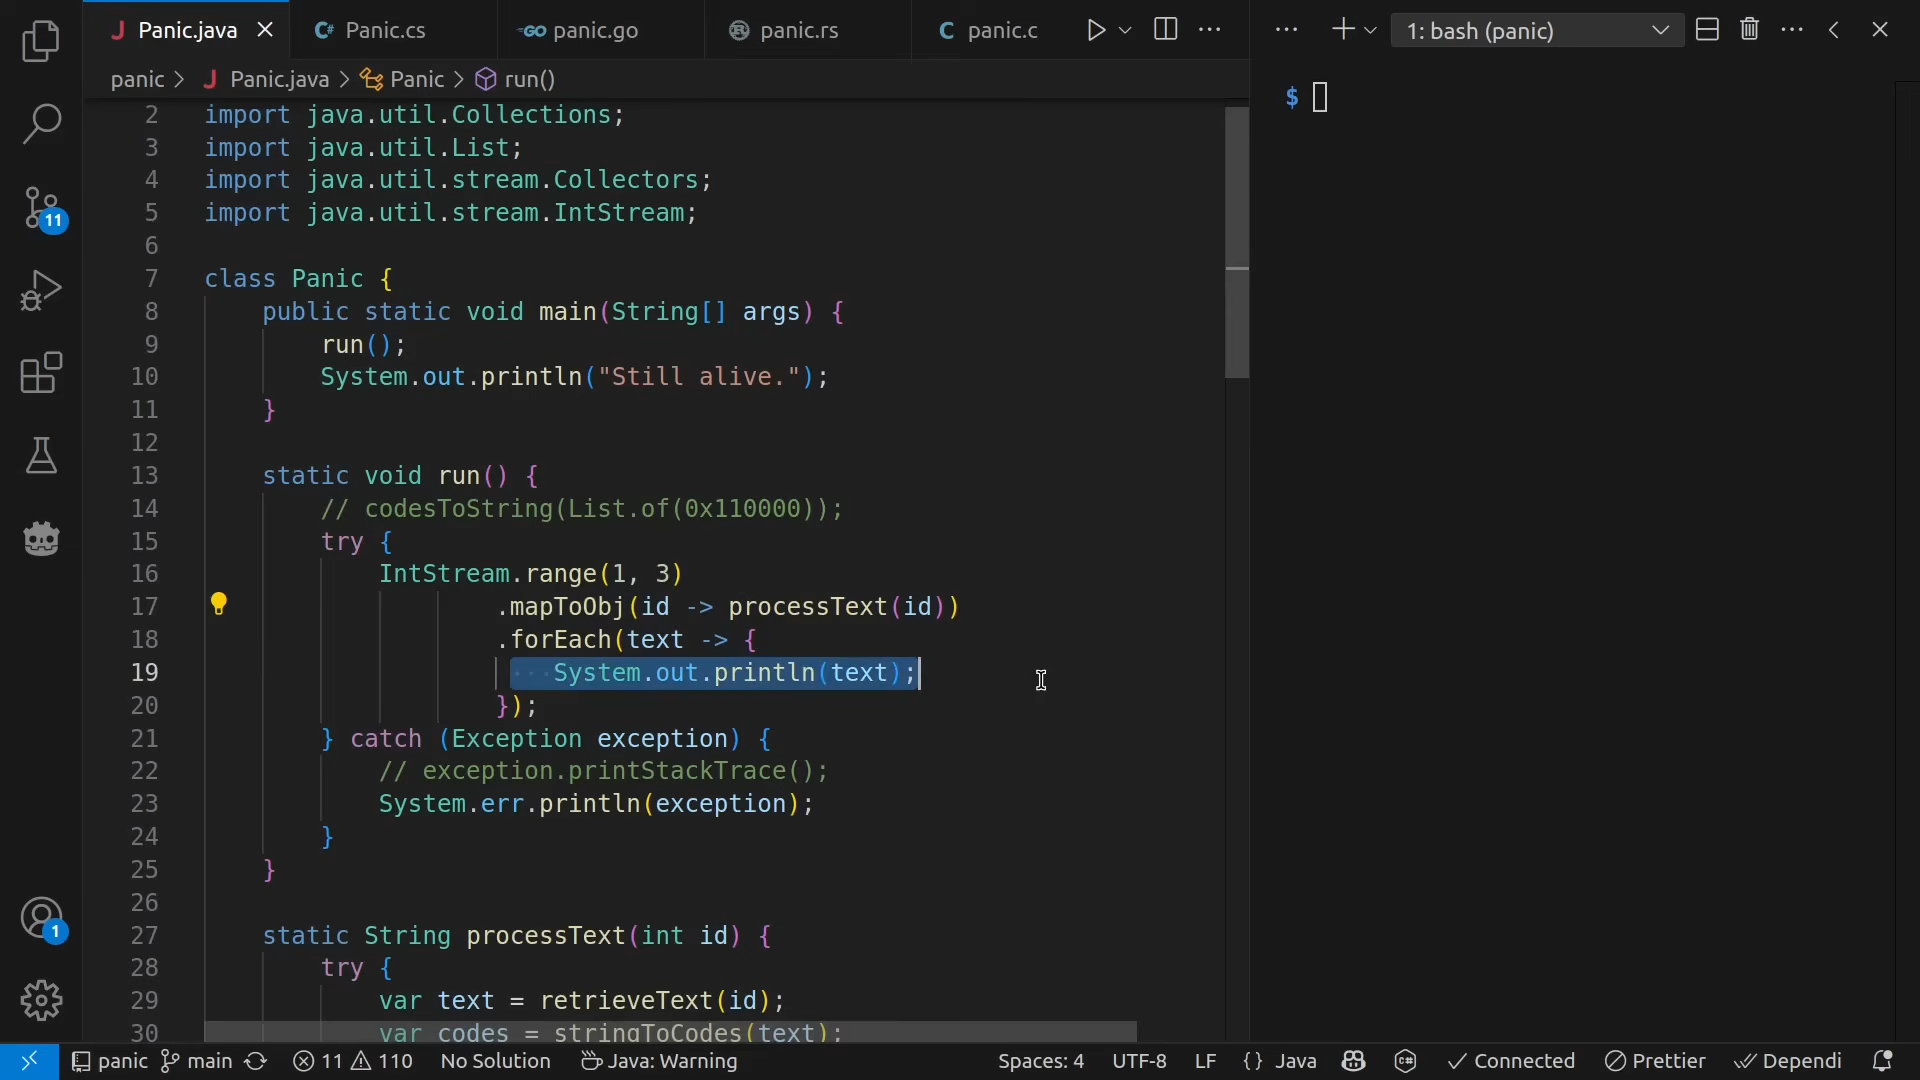 J Panic.java
C# Panic.cs
GO panic.go
panic.rs
C panic.c
1: bash (panic)
panic > J Panic.java > Panic > run()
$
2 import java.util.Collections;
3 import java.util.List;
4 import java.util.stream.Collectors;
5 import java.util.stream.IntStream;
6
7 class Panic {
8 public static void main(String[] args) {
9 run();
10 System.out.println("Still alive.");
11 }
12
13 static void run() {
14 // codesToString(List.of(0x110000));
15 try {
16 IntStream.range(1, 3)
17 .mapToObj(id -> processText(id))
18 .forEach(text -> {
19 System.out.println(text);
20 });
21 } catch (Exception exception) {
22 // exception.printStackTrace();
23 System.err.println(exception);
24 }
25 }
26
27 static String processText(int id) {
28 try {
29 var text = retrieveText(id);
30 var codes = stringToCodes(text);
11
1
panic main 11 110 No Solution Java: Warning Spaces: 4 UTF-8 LF {} Java Connected Prettier Dependi